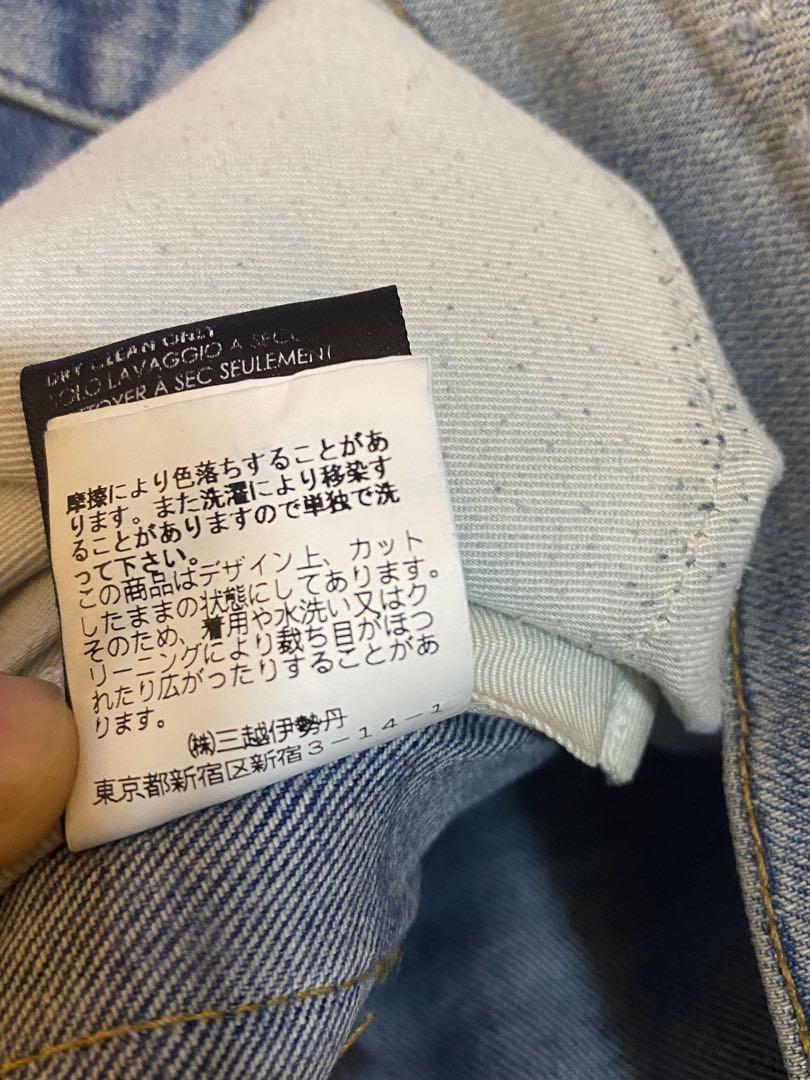 DRY CLEAN ONLY
SOLO LAVAGGIO A SECCO
NETTOYER A SEC SEULEMENT
摩擦により色落ちすることがあ
ります。また洗濯により移染す
ることがありますので単独で洗
って下さい。
この商品はデザイン上、カット
したままの状態にしてあります。
そのため、着用や水洗い又はク
リーニングにより裁ち目がほつ
れたり広がったりすることがあ
ります。
㈱三越伊勢丹
東京都新宿区新宿3-14-1